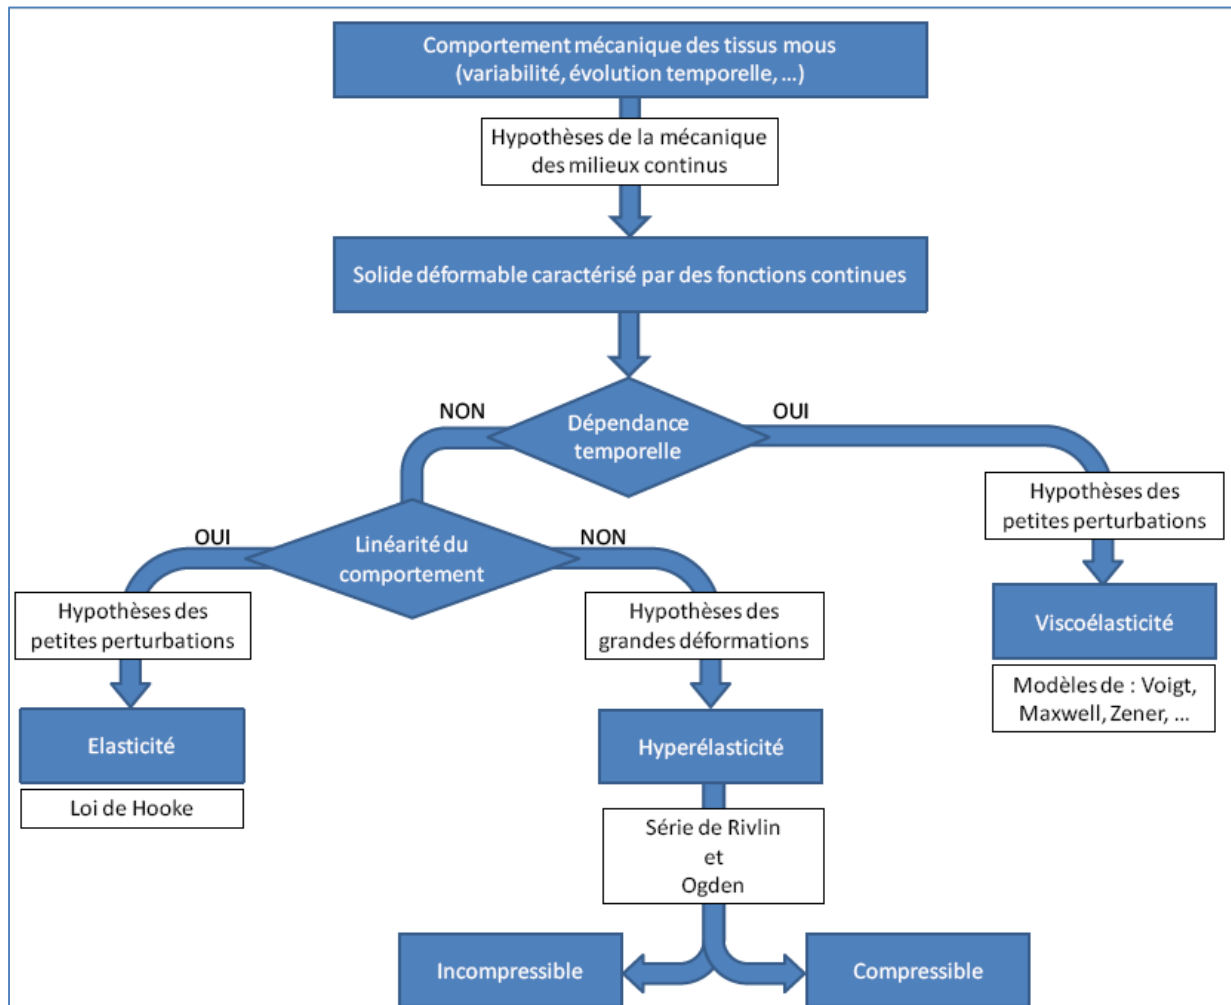 Comportement mécanique des tissus mous
(variabilité, évolution temporelle, ...)
Hypothèses de la mécanique
des milieux continus
Solide déformable caractérisé par des fonctions continues
NON
OUI
Dépendance
temporelle
Hypothèses des
petites perturbations
OUI
NON
Linéarité du
comportement
Hypothèses des
petites perturbations
Hypothèses des
grandes déformations
Viscoélasticité
Modèles de : Voigt,
Maxwell, Zener, ...
Elasticité
Hyperélasticité
Loi de Hooke
Série de Rivlin
et
Ogden
Incompressible
Compressible